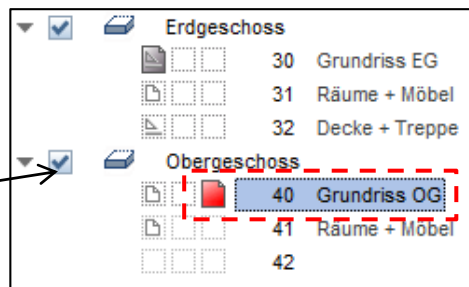 Erdgeschoss
30 Grundriss EG
31 Räume + Möbel
32 Decke + Treppe
Obergeschoss
40 Grundriss OG
41 Räume + Möbel
42